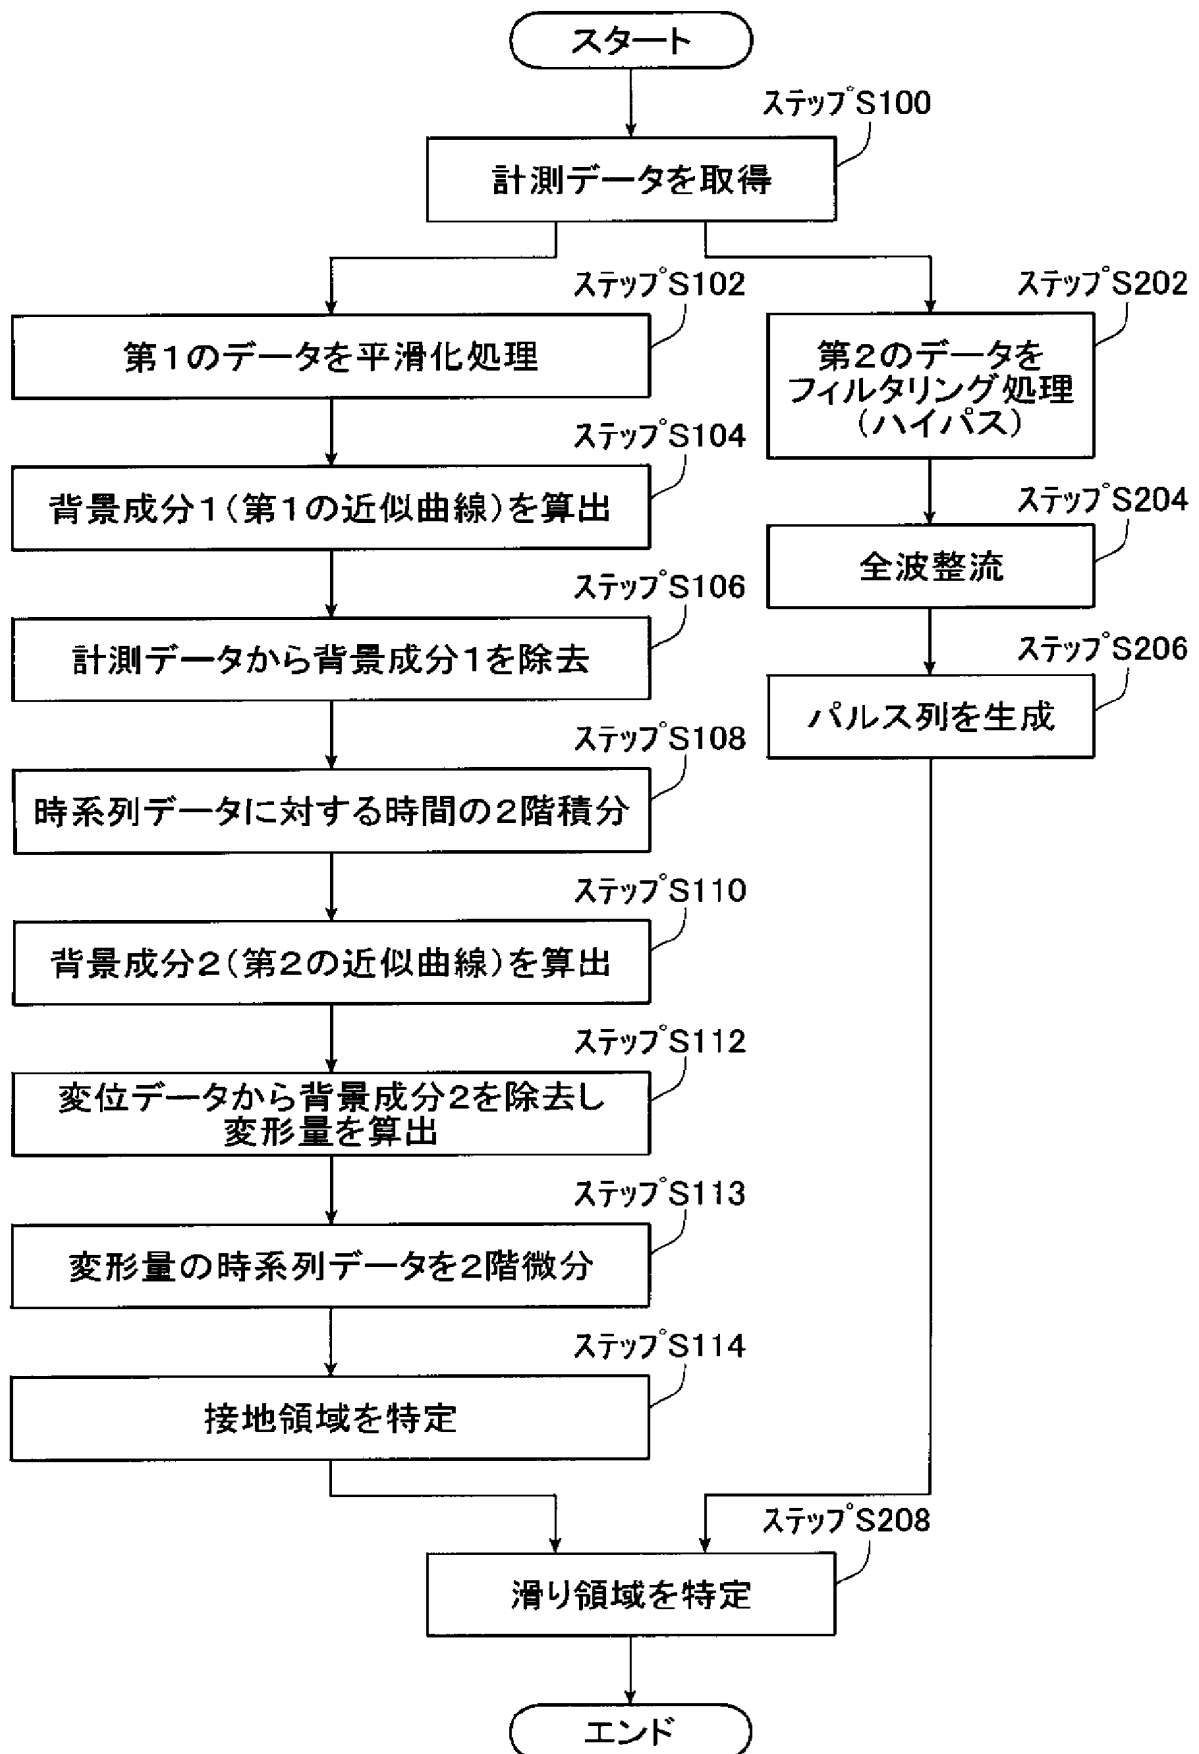 スタート
ステップS100
計測データを取得
ステップS102
第1のデータを平滑化処理
ステップS104
背景成分1(第1の近似曲線)を算出
ステップS106
計測データから背景成分1を除去
ステップS108
時系列データに対する時間の2階積分
ステップS110
背景成分2(第2の近似曲線)を算出
ステップS112
変位データから背景成分2を除去し
変形量を算出
ステップS113
変形量の時系列データを2階微分
ステップS114
接地領域を特定
ステップS202
第2のデータを
フィルタリング処理
(ハイパス)
ステップS204
全波整流
ステップS206
パルス列を生成
ステップS208
滑り領域を特定
エンド